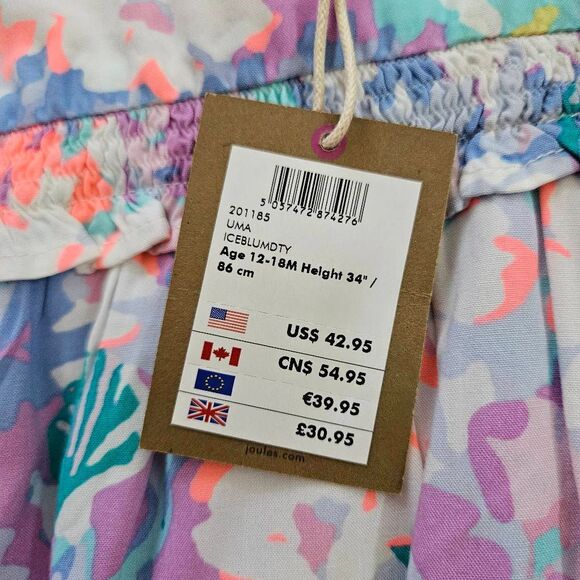 5 057472 874276
201185
UMA
ICEBLUMDTY
Age 12-18M Height 34" /
86 cm
US$ 42.95
CN$ 54.95
€39.95
£30.95
joules.com